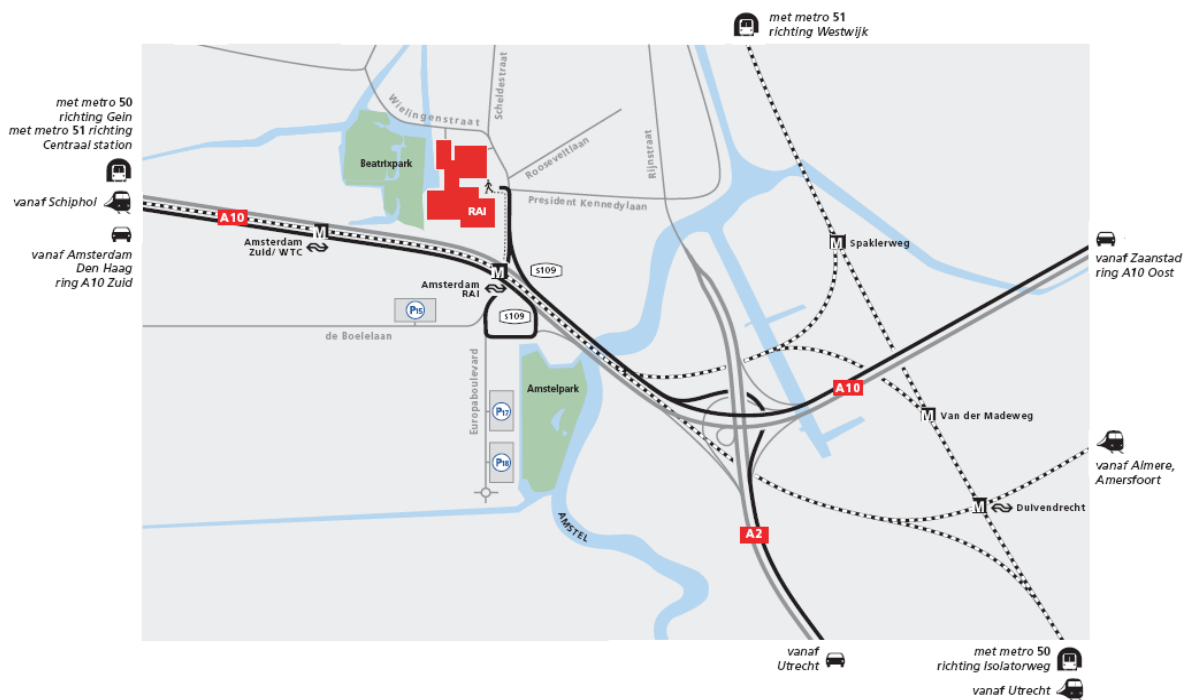 met metro 51
richting Westwijk
met metro 50
richting Gein
met metro 51 richting
Centraal station
vanaf Schiphol
vanaf Amsterdam
Den Haag
ring A10 Zuid
Wielingenstraat
Scheldestraat
Rooseveltlaan
Rijnstraat
Beatrixpark
RAI
President Kennedylaan
A10
M
Amsterdam
Zuid/ WTC
M
Spaklerweg
vanaf Zaanstad
ring A10 Oost
M
Amsterdam
RAI
s109
s109
P15
de Boelelaan
Europaboulevard
Amstelpark
P17
P18
A10
M
Van der Madeweg
vanaf Almere,
Amersfoort
M
Duivendrecht
AMSTEL
A2
vanaf
Utrecht
met metro 50
richting Isolatorweg
vanaf Utrecht